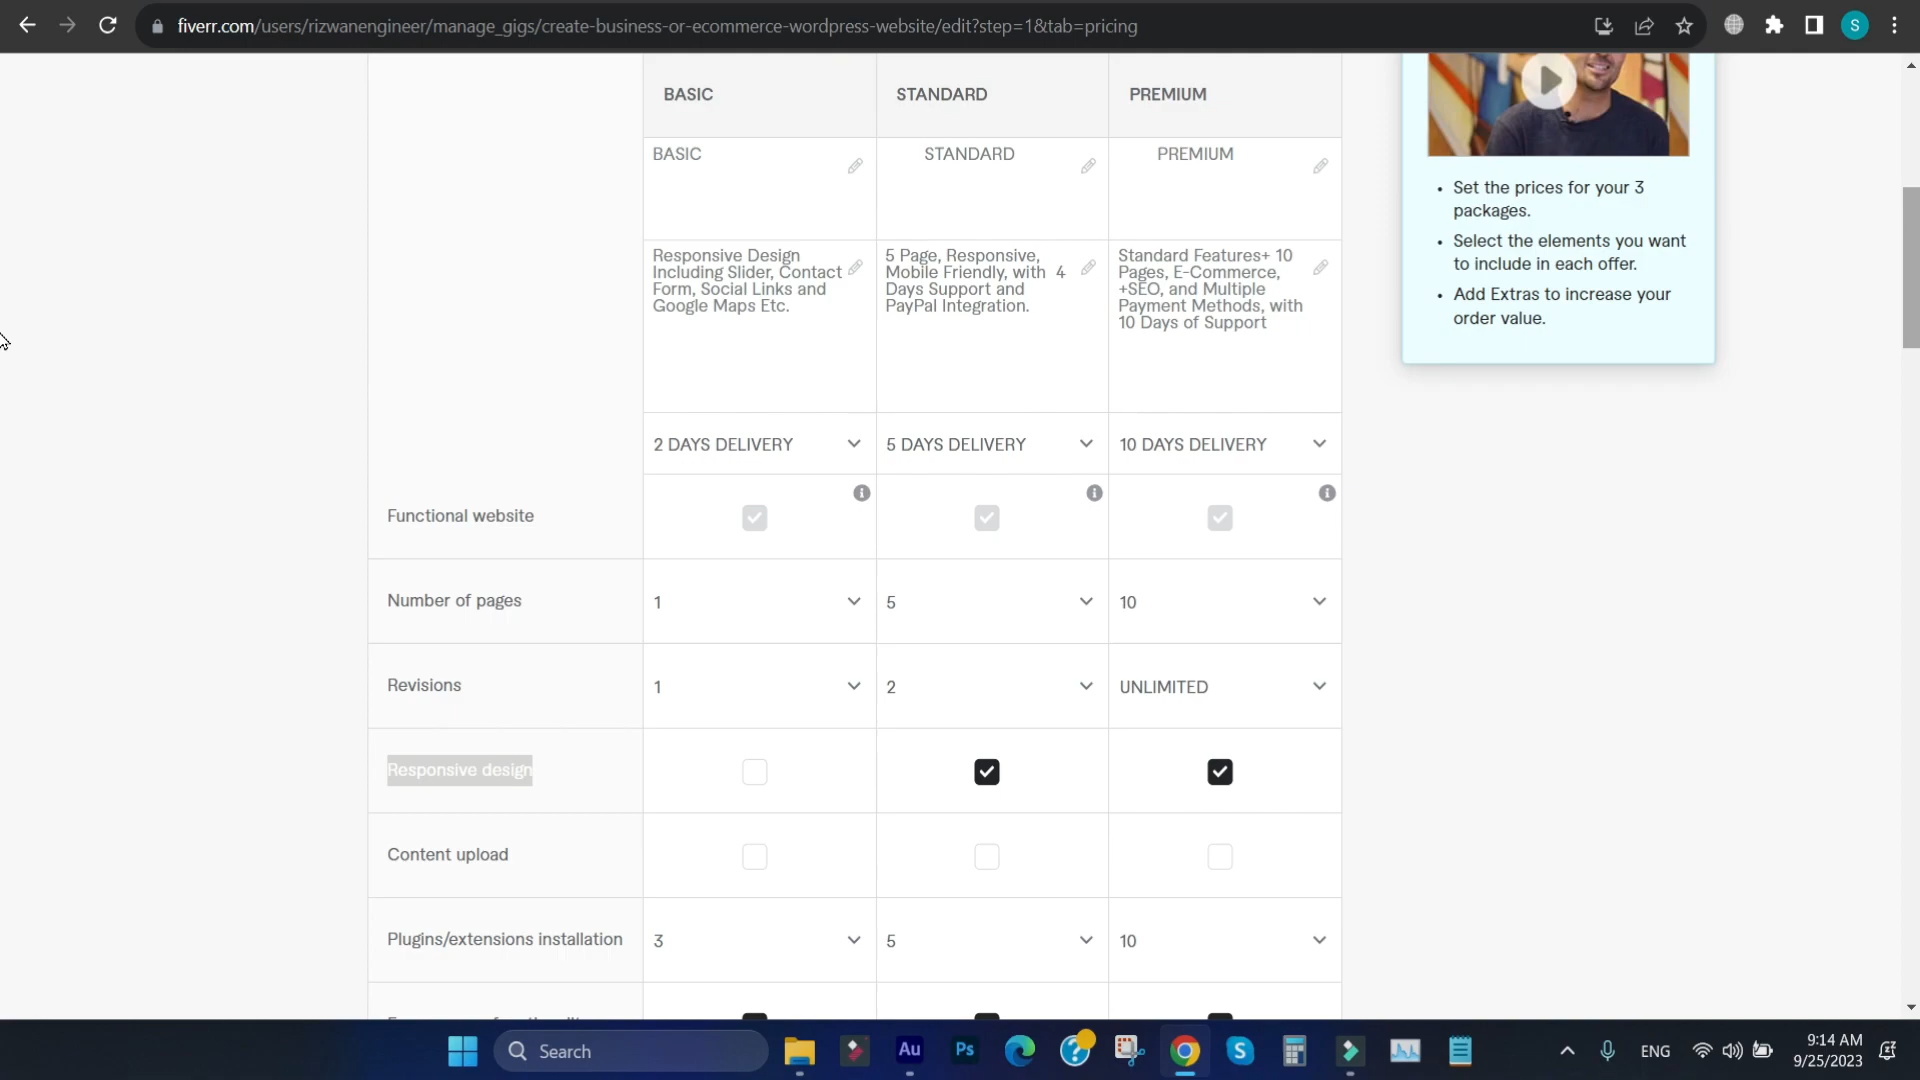 fiverr.com/users/rizwanengineer/manage_gigs/create-business-or-ecommerce-wordpress-website/edit?step=1&tab=pricing
S
BASIC STANDARD PREMIUM
BASIC STANDARD PREMIUM
Responsive Design
Including Slider, Contact
Form, Social Links and
Google Maps Etc.
5 Page, Responsive,
Mobile Friendly, with 4
Days Support and
PayPal Integration.
Standard Features+ 10
Pages, E-Commerce,
+SEO, and Multiple
Payment Methods, with
10 Days of Support
2 DAYS DELIVERY 5 DAYS DELIVERY 10 DAYS DELIVERY
Functional website
Number of pages 1 5 10
Revisions 1 2 UNLIMITED
Responsive design
Content upload
Plugins/extensions installation 3 5 10
• Set the prices for your 3
packages.
• Select the elements you want
to include in each offer.
• Add Extras to increase your
order value.
Search
Au
Ps
ENG
9:14 AM
9/25/2023